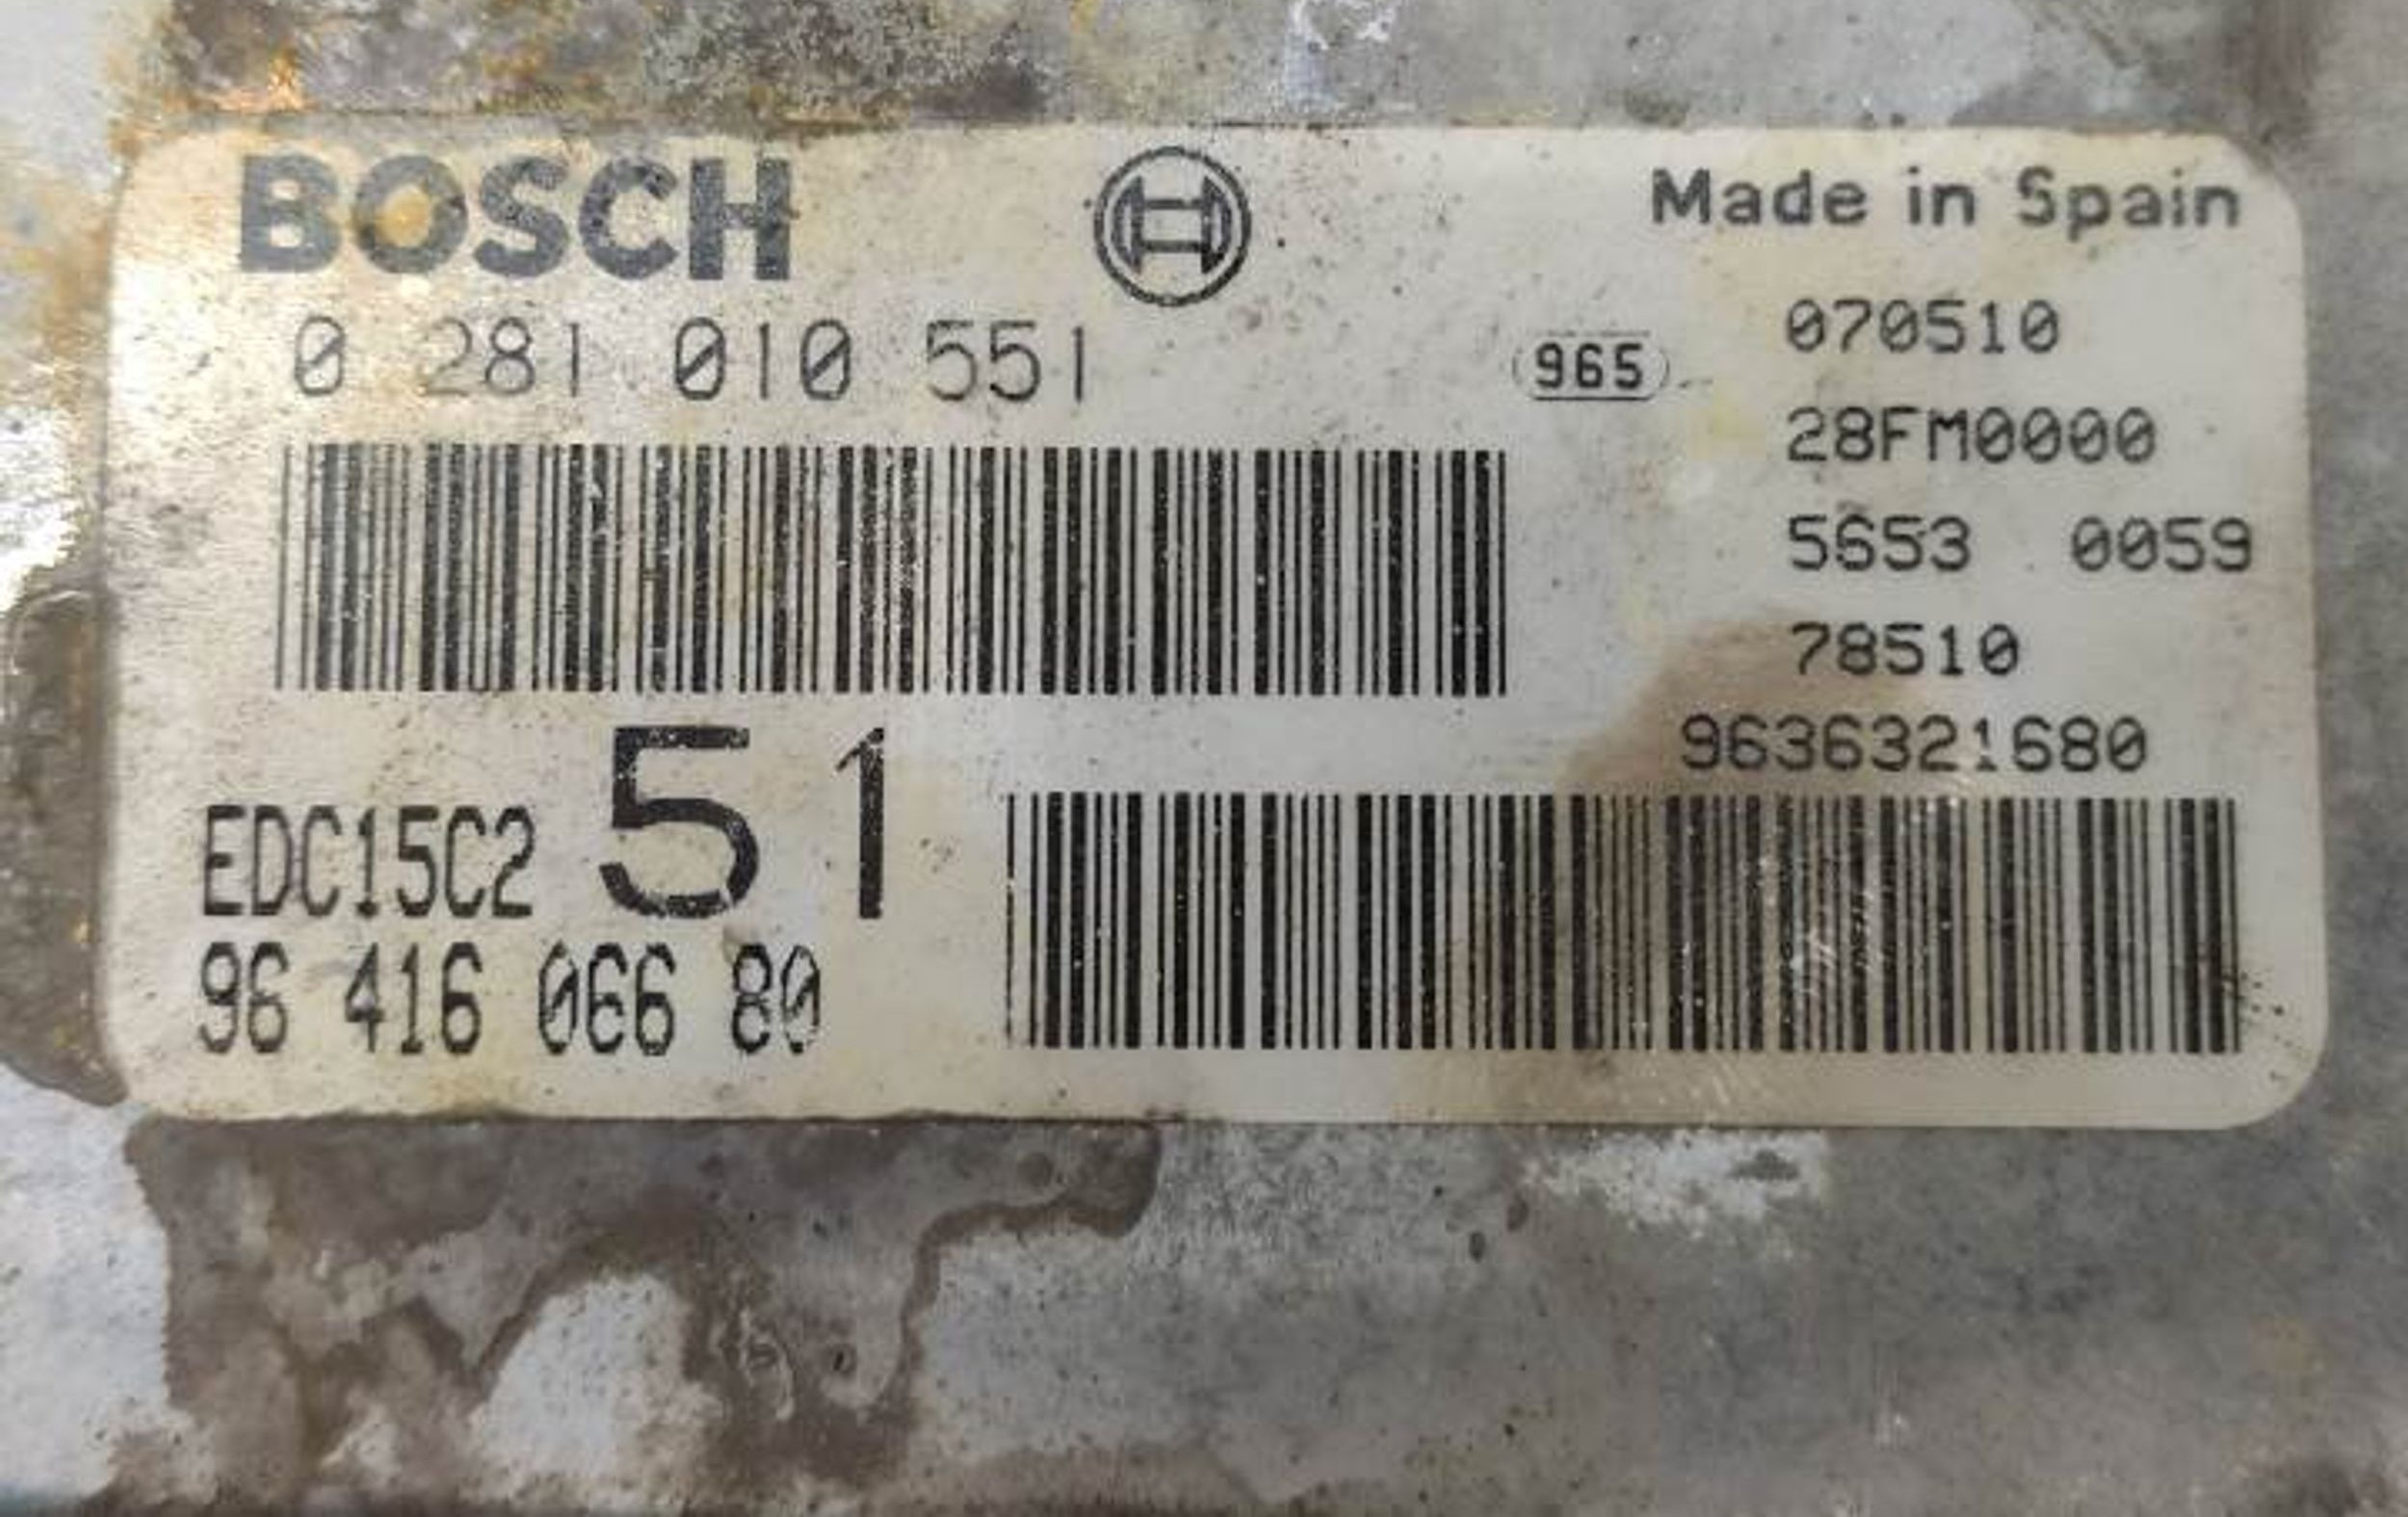 BOSCH
Made in Spain
0 281 010 551
965
070510
28FM0000
5653 0059
78510
9636321680
EDC15C2 51
96 416 066 80